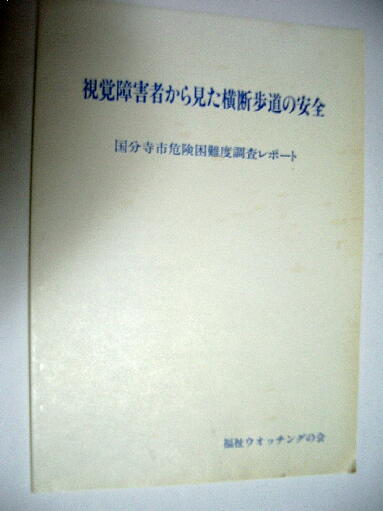 視覚障害者から見た横断歩道の安全
国分寺市危険困難度調査レポート
福祉ウオッチングの会